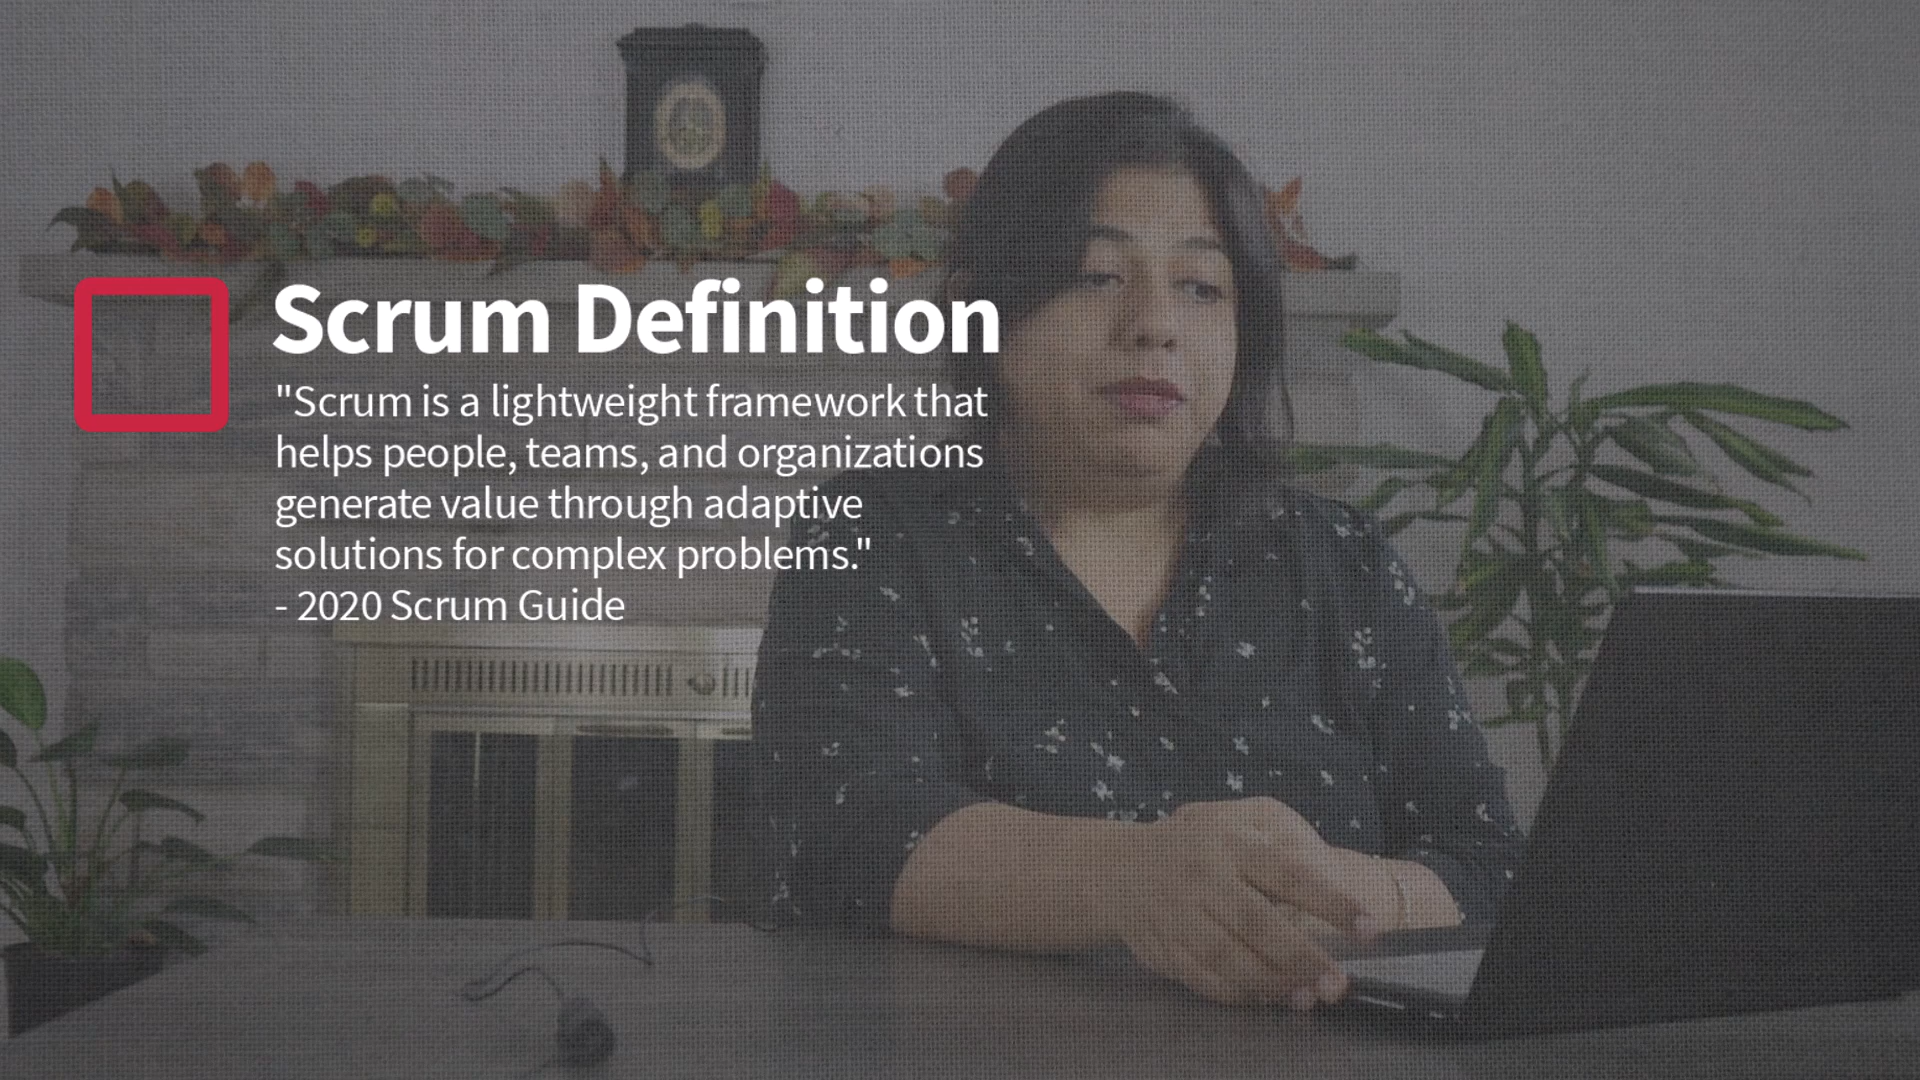 Scrum Definition
"Scrum is a lightweight framework that
helps people, teams, and organizations
generate value through adaptive
solutions for complex problems."
- 2020 Scrum Guide